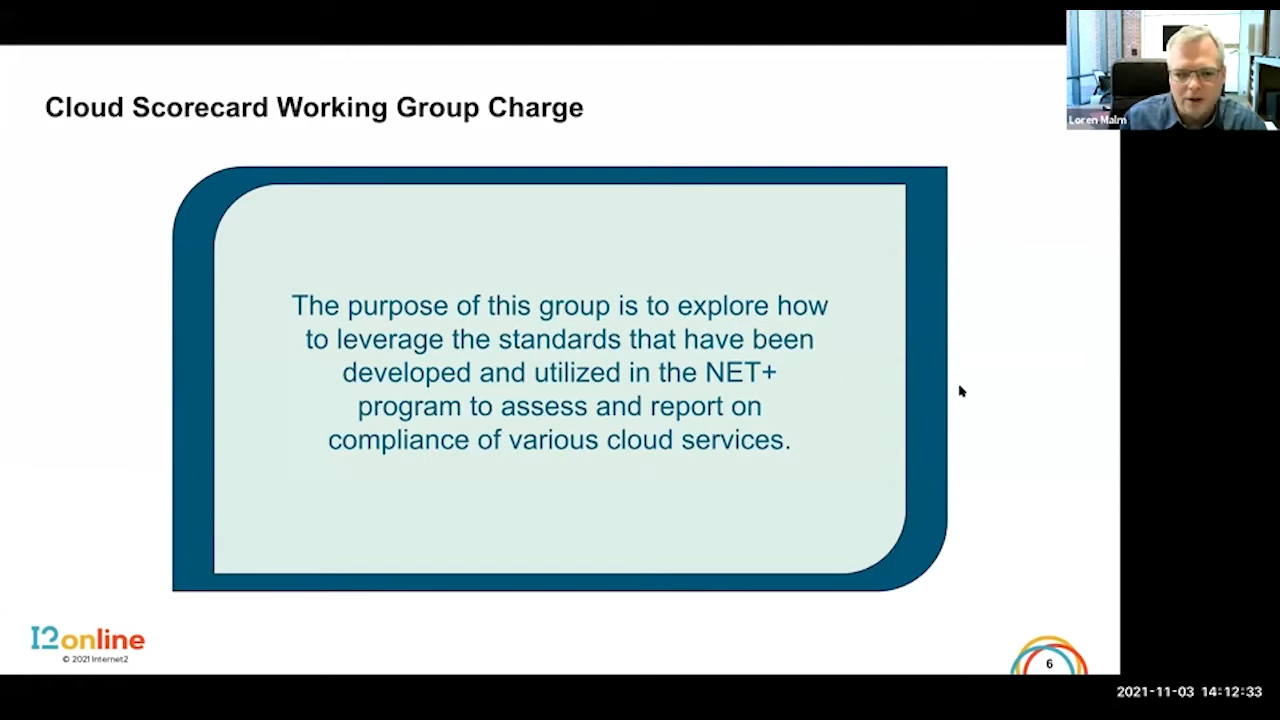 Cloud Scorecard Working Group Charge
Loren Malm
The purpose of this group is to explore how
to leverage the standards that have been
developed and utilized in the NET+
program to assess and report on
compliance of various cloud services.
I2online
© 2021 Internet2
6
2021-11-03 14:12:33